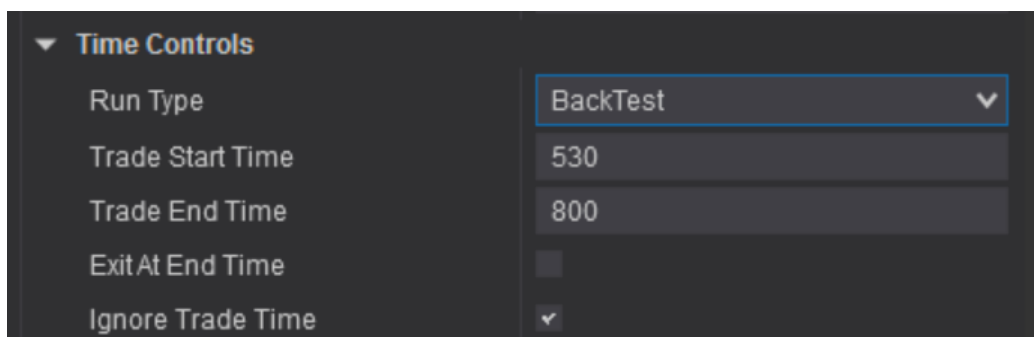 Time Controls
Run Type BackTest
Trade Start Time 530
Trade End Time 800
Exit At End Time
Ignore Trade Time